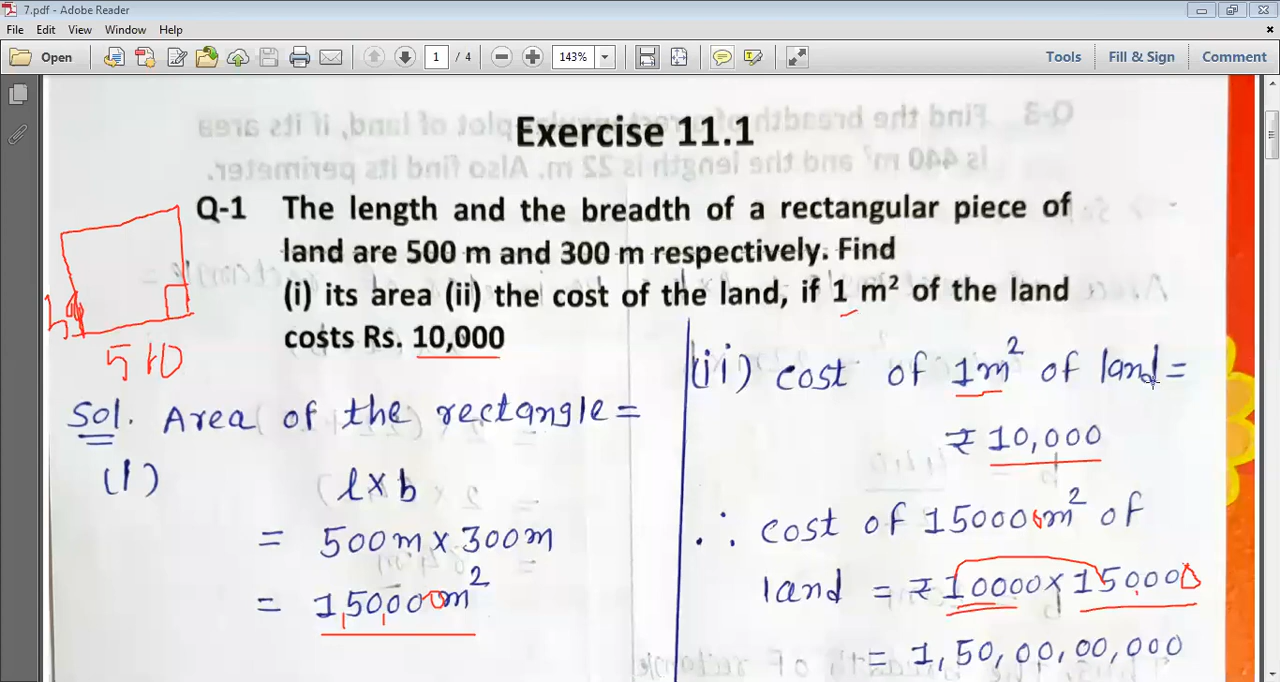 7.pdf - Adobe Reader
File Edit View Window Help
Open 1 / 4 143% Tools Fill & Sign Comment
Exercise 11.1
Q-1 The length and the breadth of a rectangular piece of
land are 500 m and 300 m respectively. Find
(i) its area (ii) the cost of the land, if 1 m² of the land
costs Rs. 10,000
510
Sol. Area of the rectangle =
(1)
l x b
= 500m x 300m
= 150000m²
(ii) cost of 1m² of land =
₹ 10,000
∴ cost of 150000m² of
land = ₹ 10000 x 150000
= 1,50,00,00,000